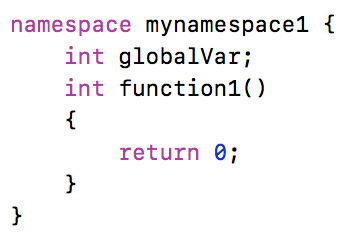 namespace mynamespace1 {
    int globalVar;
    int function1()
    {
        return 0;
    }
}